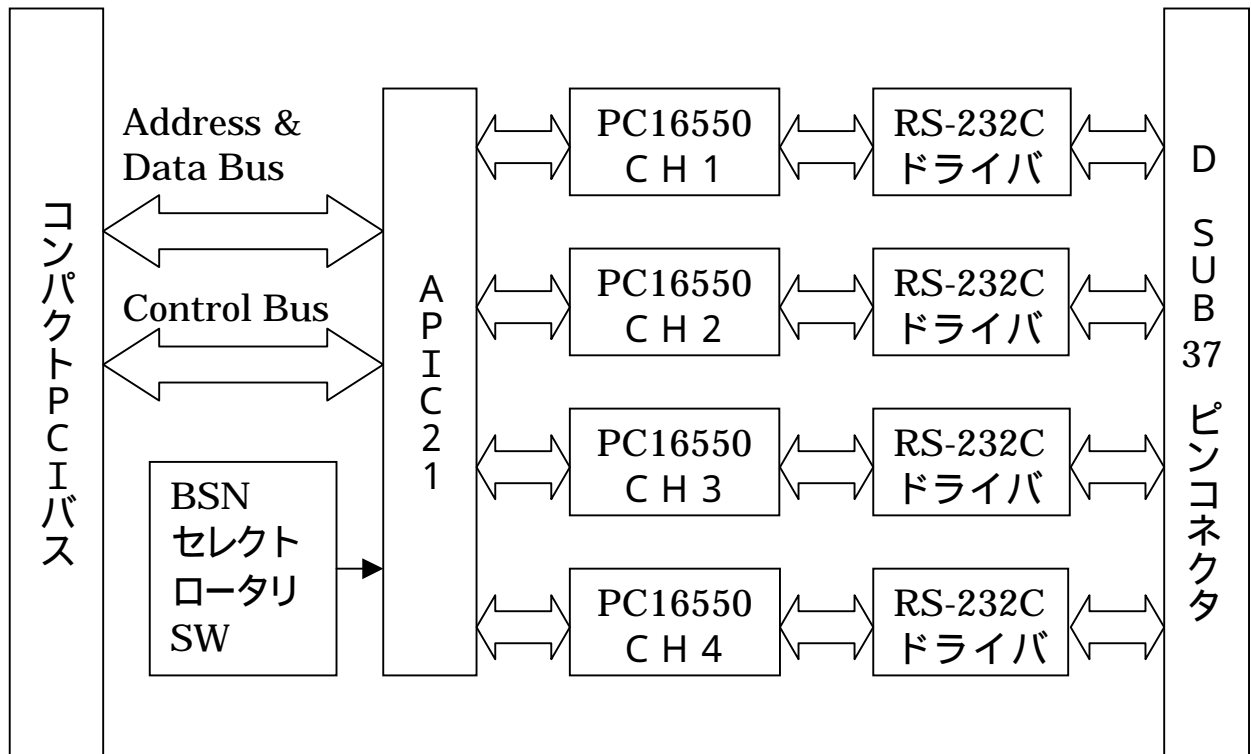 コンパクトPCIバス
Address &
Data Bus
Control Bus
BSN
セレクト
ロータリ
SW
APIC21
PC16550
CH1
RS-232C
ドライバ
PC16550
CH2
RS-232C
ドライバ
PC16550
CH3
RS-232C
ドライバ
PC16550
CH4
RS-232C
ドライバ
D SUB 37 ピンコネクタ